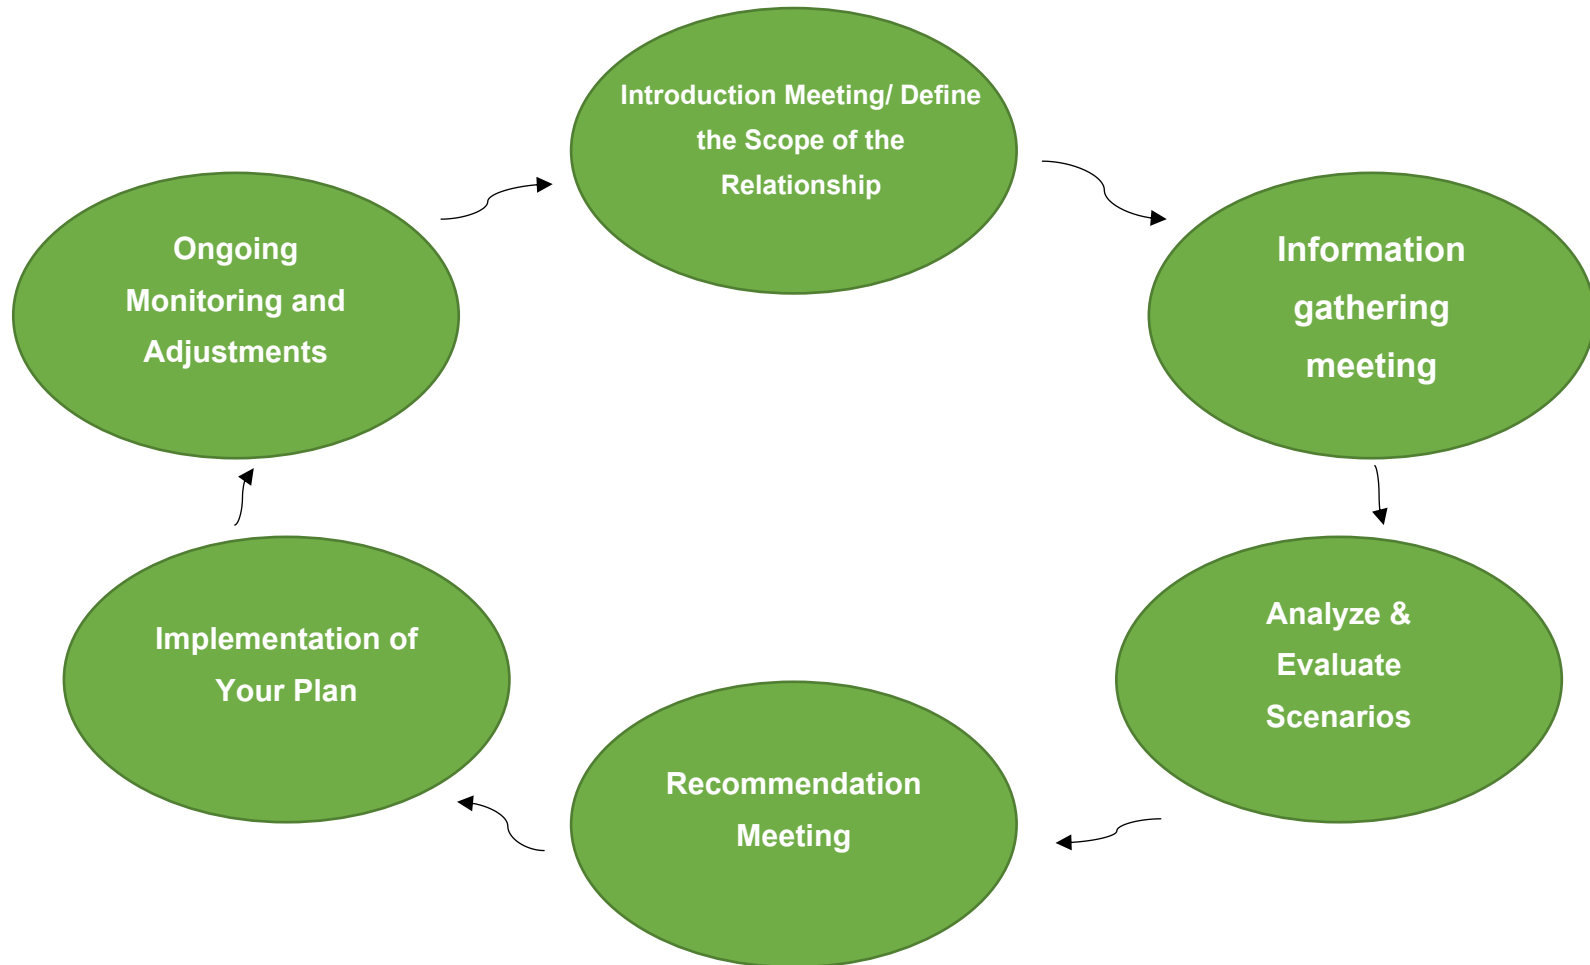 Introduction Meeting/ Define
the Scope of the
Relationship
Information
gathering
meeting
Analyze &
Evaluate
Scenarios
Recommendation
Meeting
Implementation of
Your Plan
Ongoing
Monitoring and
Adjustments